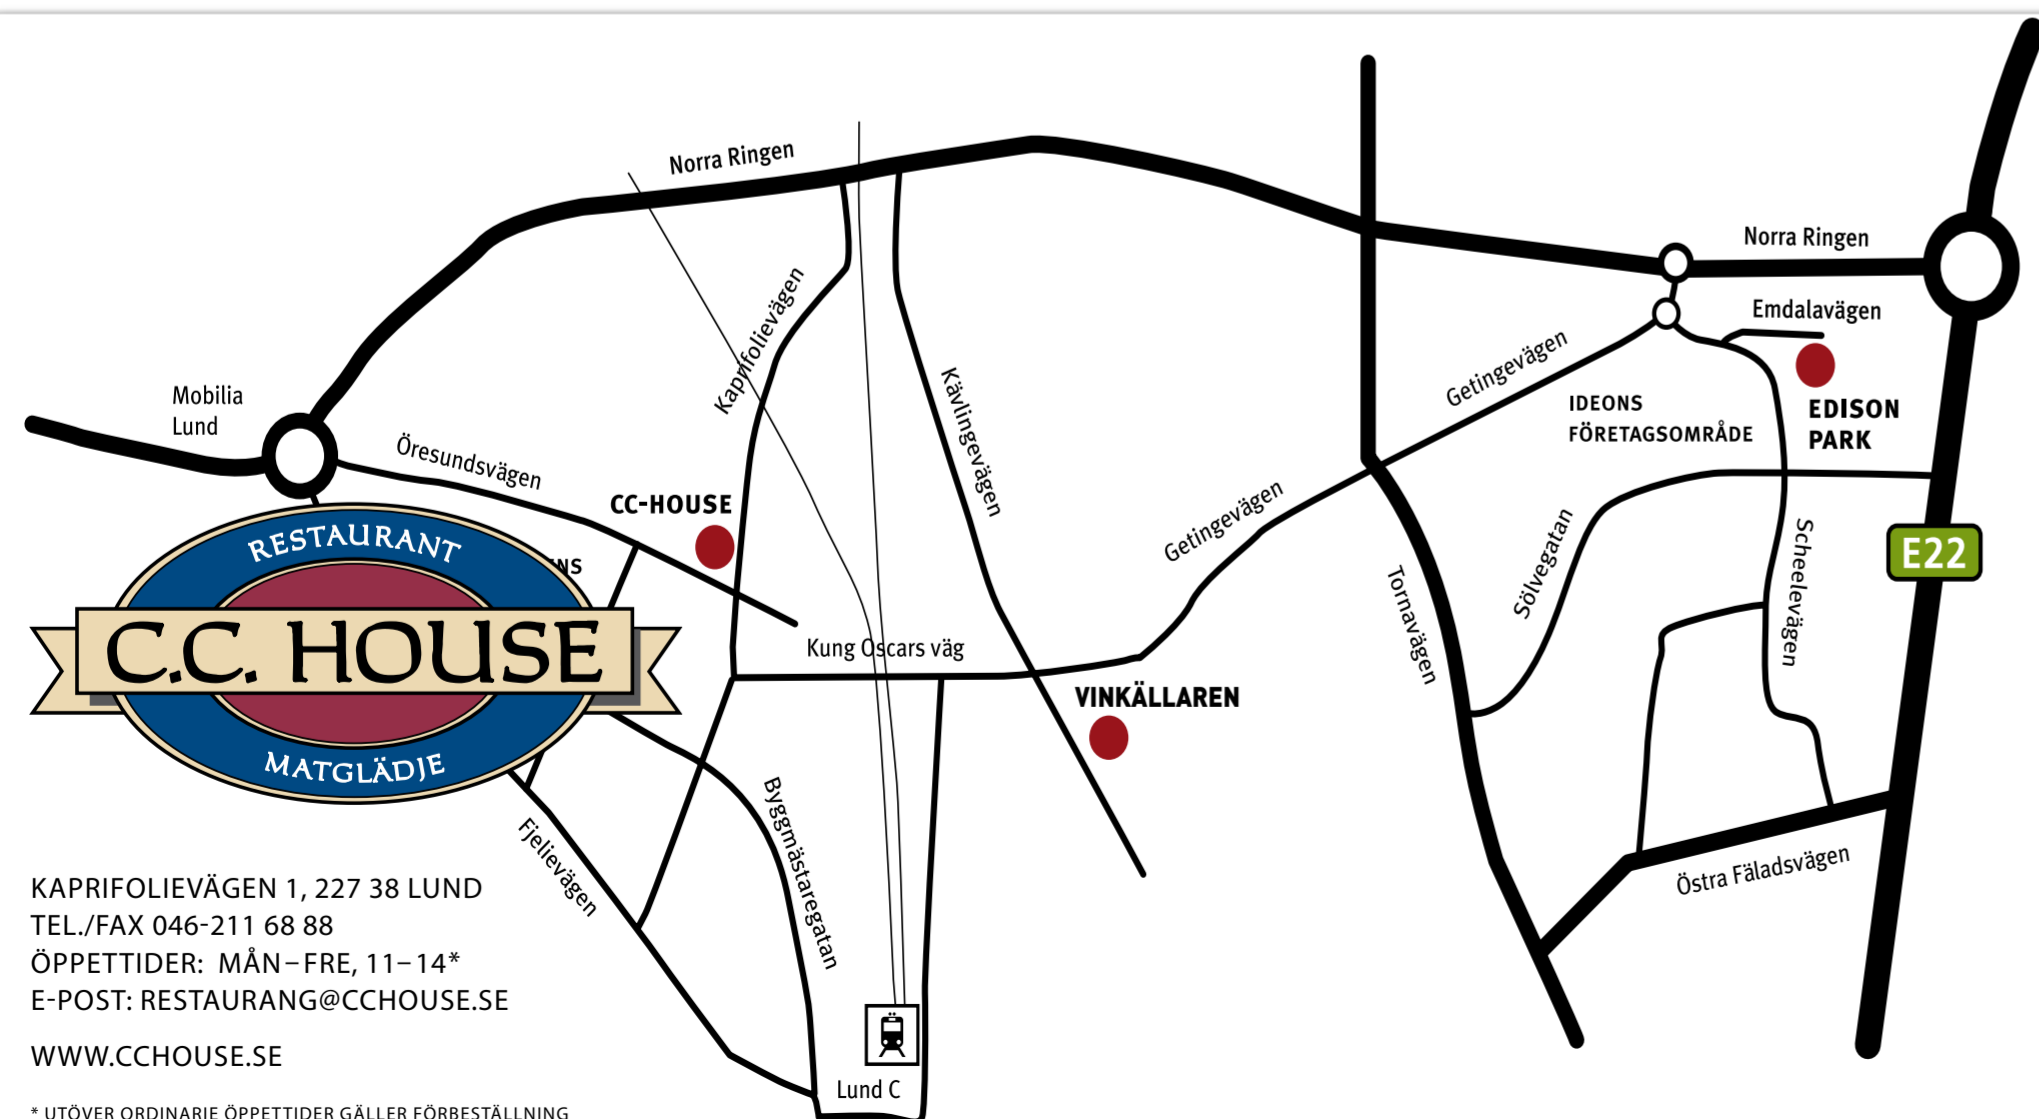 Norra Ringen
Norra Ringen
Emdalavägen
Kaprifolievägen
Kävlingevägen
Getingevägen
Mobilia
Lund
Öresundsvägen
IDEONS
FÖRETAGSOMRÅDE
EDISON
PARK
CC-HOUSE
Getingevägen
Sölvegatan
Scheelevägen
E22
Tornavägen
NS
RESTAURANT
C.C. HOUSE
MATGLÄDJE
Kung Oscars väg
VINKÄLLAREN
Byggmästaregatan
Fjelievägen
Östra Fäladsvägen
Lund C
KAPRIFOLIEVÄGEN 1, 227 38 LUND
TEL./FAX 046-211 68 88
ÖPPETTIDER: MÅN–FRE, 11–14*
E-POST: RESTAURANG@CCHOUSE.SE
WWW.CCHOUSE.SE
* UTÖVER ORDINARIE ÖPPETTIDER GÄLLER FÖRBESTÄLLNING